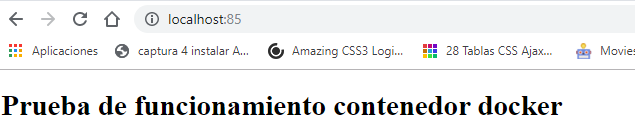 localhost:85
Aplicaciones captura 4 instalar A... Amazing CSS3 Logi... 28 Tablas CSS Ajax... Movies
Prueba de funcionamiento contenedor docker